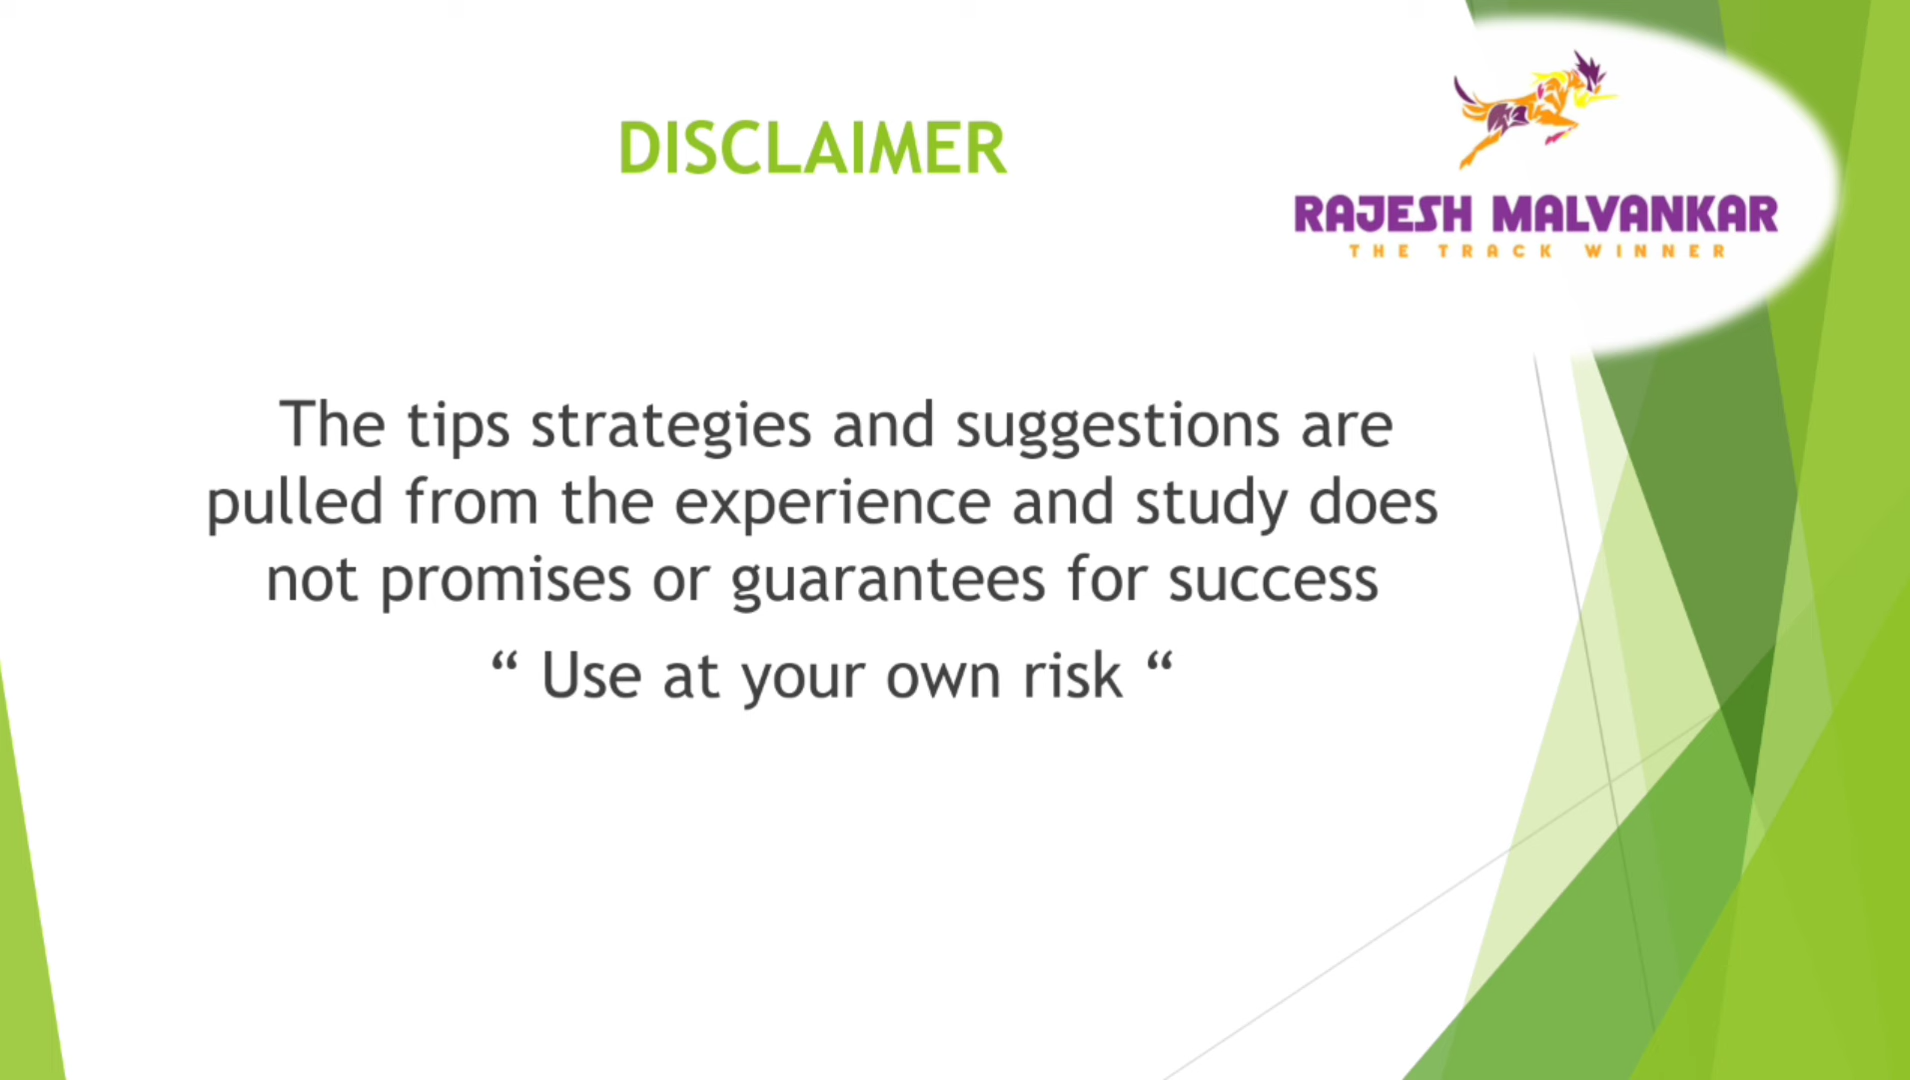 DISCLAIMER
RAJESH MALVANKAR
THE TRACK WINNER
The tips strategies and suggestions are
pulled from the experience and study does
not promises or guarantees for success
“ Use at your own risk “